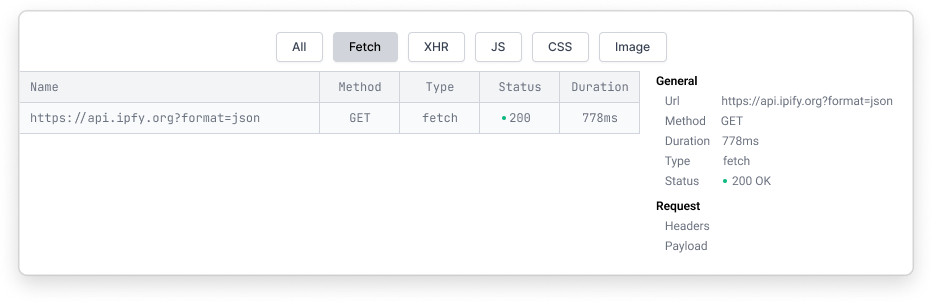 All Fetch XHR JS CSS Image
Name Method Type Status Duration
https://api.ipfy.org?format=json GET fetch 200 778ms
General
Url https://api.ipify.org?format=json
Method GET
Duration 778ms
Type fetch
Status 200 OK
Request
Headers
Payload